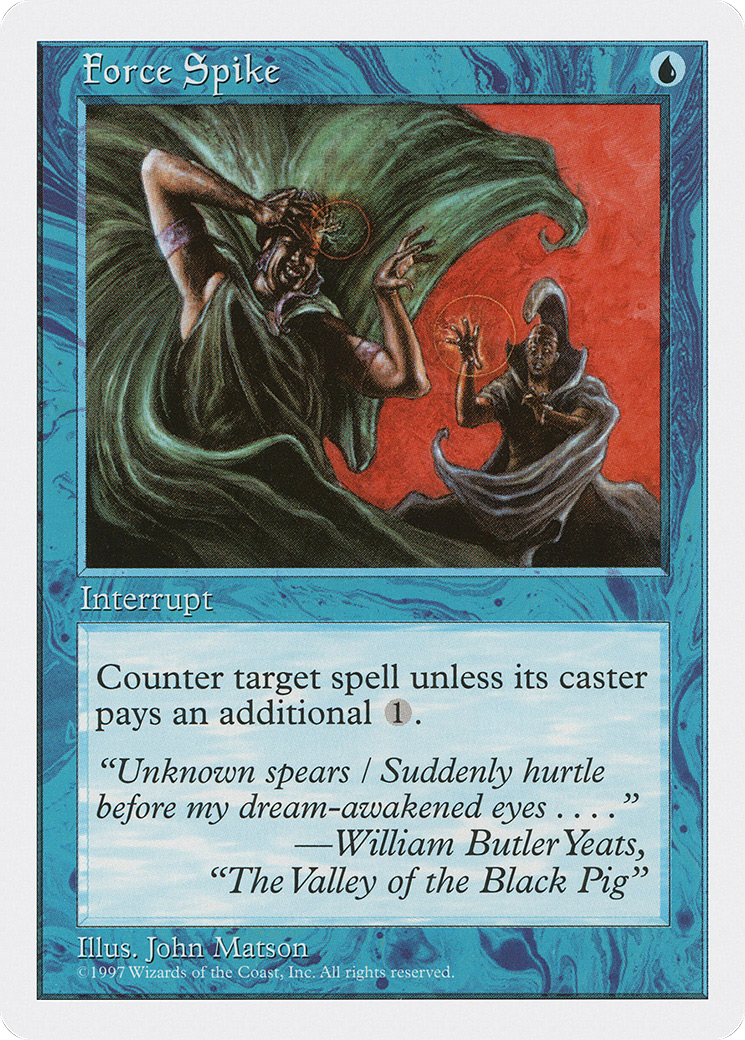 Force Spike
Interrupt
Counter target spell unless its caster
pays an additional 1.
“Unknown spears / Suddenly hurtle
before my dream-awakened eyes . . . .”
—William Butler Yeats,
“The Valley of the Black Pig”
Illus. John Matson
©1997 Wizards of the Coast, Inc. All rights reserved.